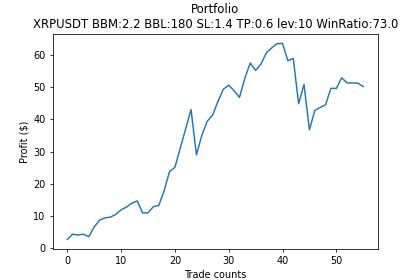 Portfolio
XRPUSDT BBM:2.2 BBL:180 SL:1.4 TP:0.6 lev:10 WinRatio:73.0
60
50
40
30
20
10
0
Profit ($)
0 10 20 30 40 50
Trade counts